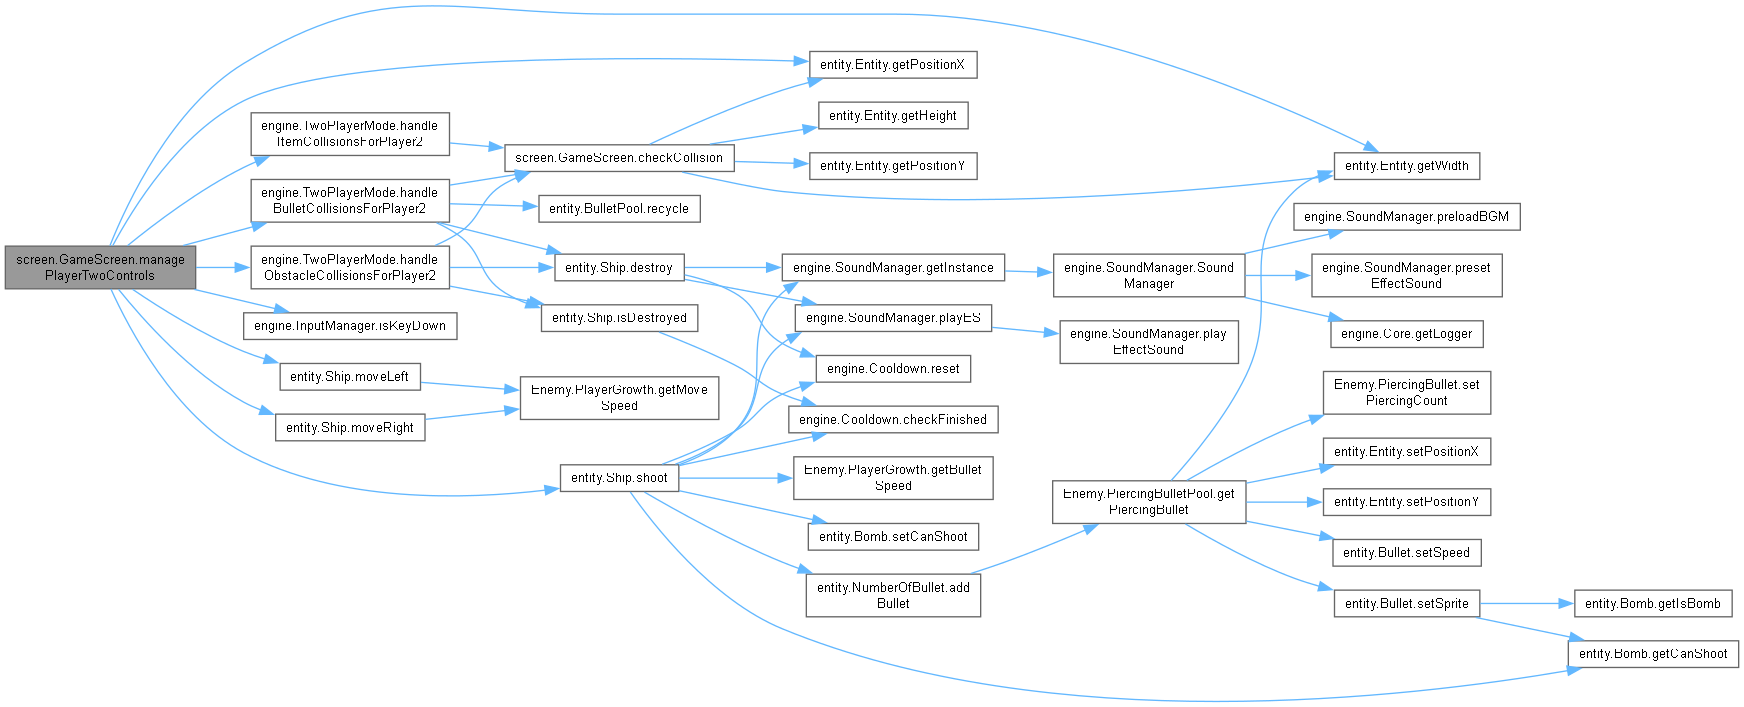 screen.GameScreen.manage
PlayerTwoControls
engine.TwoPlayerMode.handle
ItemCollisionsForPlayer2
engine.TwoPlayerMode.handle
BulletCollisionsForPlayer2
engine.TwoPlayerMode.handle
ObstacleCollisionsForPlayer2
engine.InputManager.isKeyDown
entity.Ship.moveLeft
entity.Ship.moveRight
screen.GameScreen.checkCollision
entity.BulletPool.recycle
entity.Ship.destroy
entity.Ship.isDestroyed
Enemy.PlayerGrowth.getMove
Speed
entity.Ship.shoot
entity.Entity.getPositionX
entity.Entity.getHeight
entity.Entity.getPositionY
engine.SoundManager.getInstance
engine.SoundManager.playES
engine.Cooldown.reset
engine.Cooldown.checkFinished
Enemy.PlayerGrowth.getBullet
Speed
entity.Bomb.setCanShoot
entity.NumberOfBullet.add
Bullet
engine.SoundManager.Sound
Manager
engine.SoundManager.play
EffectSound
Enemy.PiercingBulletPool.get
PiercingBullet
entity.Entity.getWidth
engine.SoundManager.preloadBGM
engine.SoundManager.preset
EffectSound
engine.Core.getLogger
Enemy.PiercingBullet.set
PiercingCount
entity.Entity.setPositionX
entity.Entity.setPositionY
entity.Bullet.setSpeed
entity.Bullet.setSprite
entity.Bomb.getIsBomb
entity.Bomb.getCanShoot